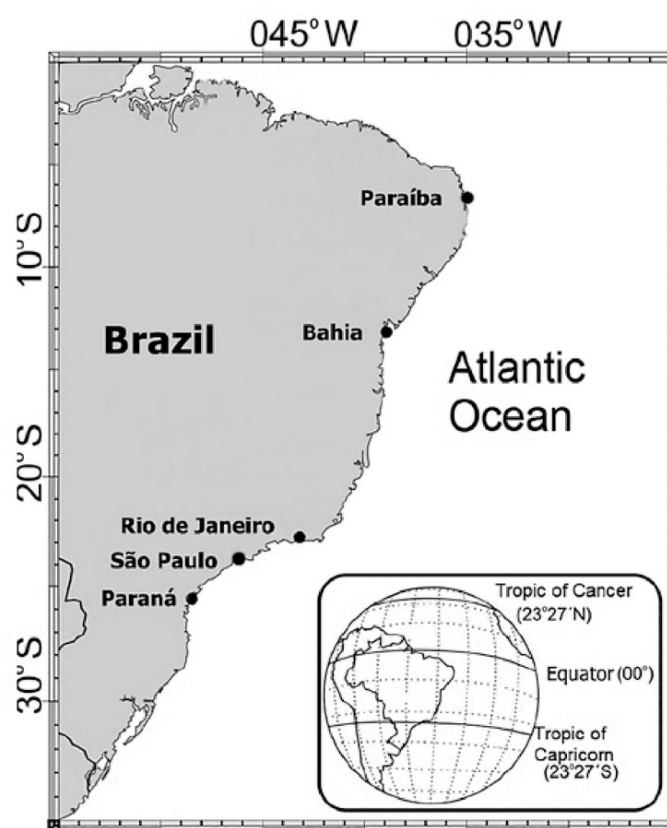 045°W 035°W
Paraíba
10°S
Bahia
Brazil
Atlantic
Ocean
20°S
Rio de Janeiro
São Paulo
Paraná
30°S
Tropic of Cancer
(23°27´N)
Equator (00°)
Tropic of
Capricorn
(23°27´S)